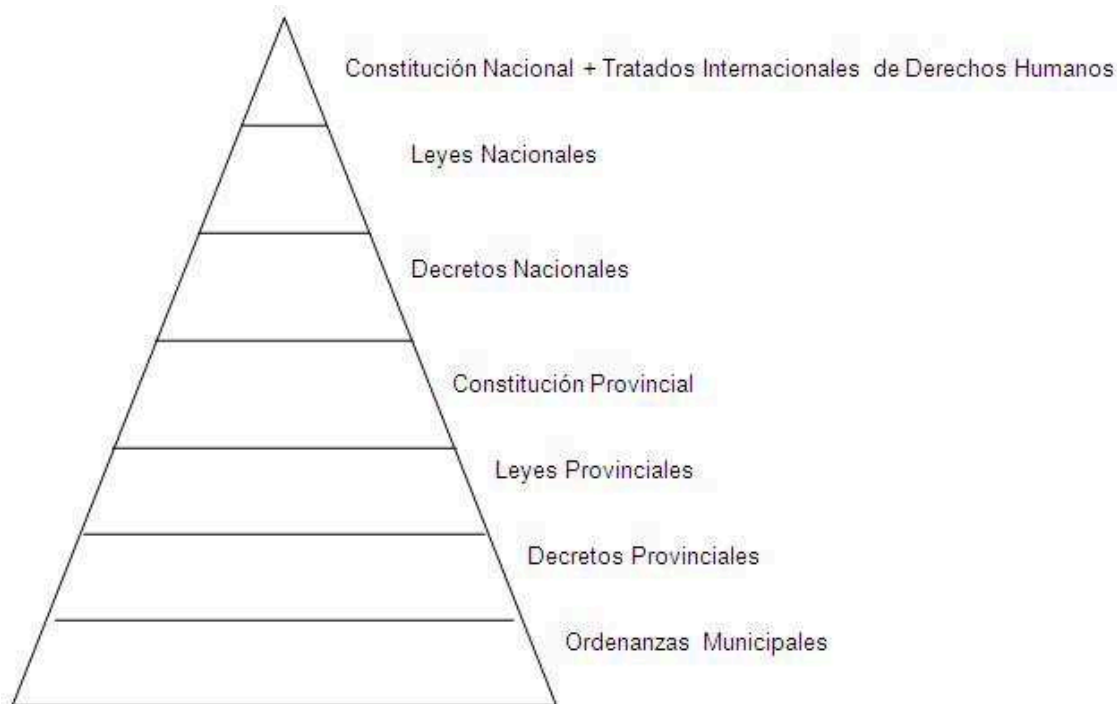 Constitución Nacional + Tratados Internacionales de Derechos Humanos
Leyes Nacionales
Decretos Nacionales
Constitución Provincial
Leyes Provinciales
Decretos Provinciales
Ordenanzas Municipales